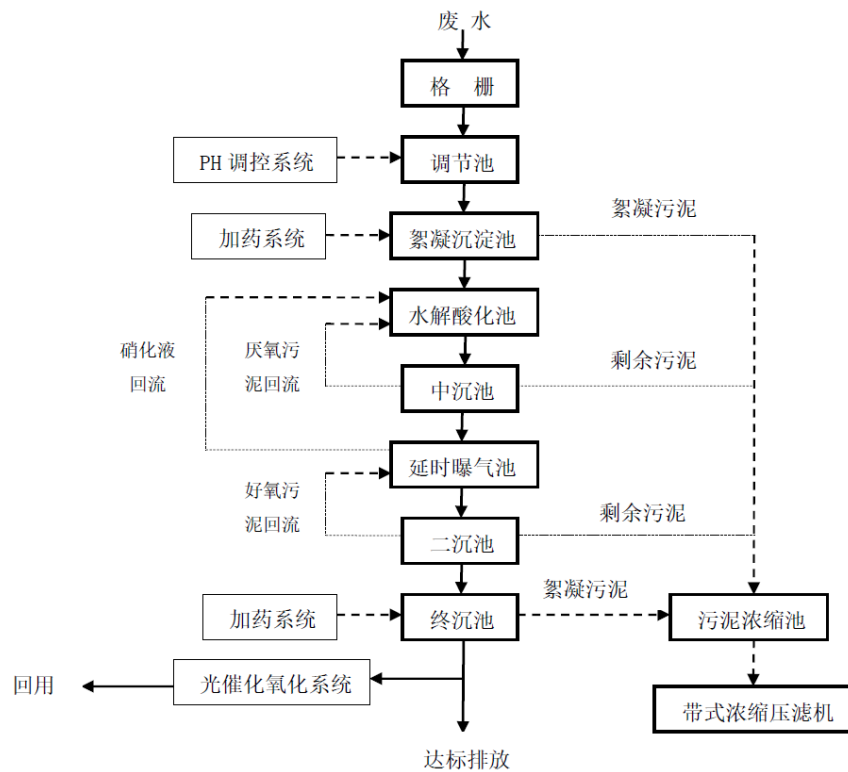 废 水
格 栅
PH 调控系统
调节池
絮凝污泥
加药系统
絮凝沉淀池
水解酸化池
硝化液
回流
厌氧污
泥回流
剩余污泥
中沉池
延时曝气池
好氧污
泥回流
剩余污泥
二沉池
絮凝污泥
加药系统
终沉池
污泥浓缩池
回用
光催化氧化系统
带式浓缩压滤机
达标排放